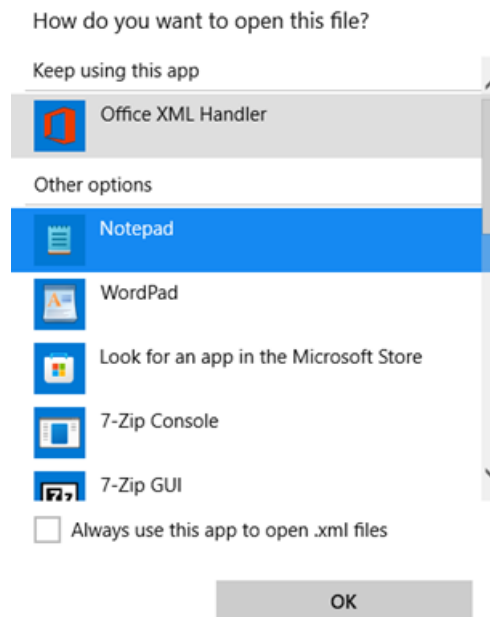 How do you want to open this file?
Keep using this app
Office XML Handler
Other options
Notepad
WordPad
Look for an app in the Microsoft Store
7-Zip Console
7-Zip GUI
Always use this app to open .xml files
OK